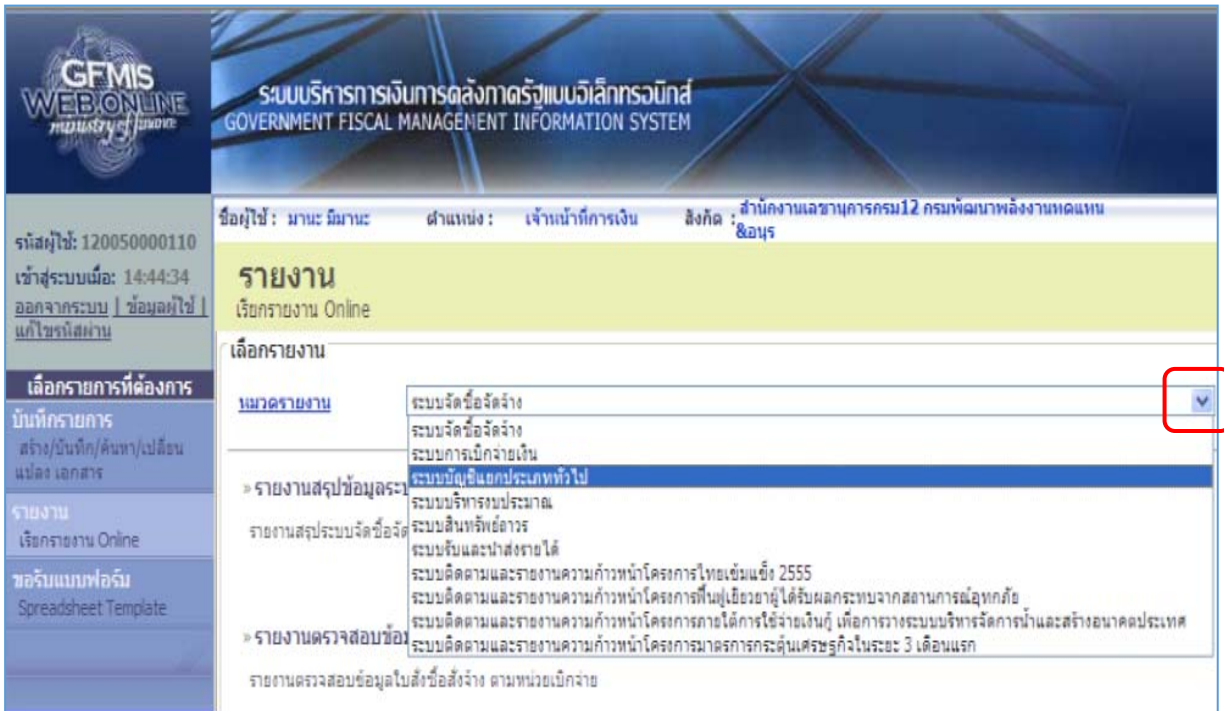 GFMIS
WEB ONLINE
ministry of finance
ระบบบริหารการเงินการคลังภาครัฐแบบอิเล็กทรอนิกส์
GOVERNMENT FISCAL MANAGEMENT INFORMATION SYSTEM
ชื่อผู้ใช้ : มานะ มีมานะ ตำแหน่ง : เจ้าหน้าที่การเงิน สังกัด : สำนักงานเลขานุการกรม12 กรมพัฒนาพลังงานทดแทน
&อนุร
รหัสผู้ใช้: 120050000110
เข้าสู่ระบบเมื่อ: 14:44:34
ออกจากระบบ | ข้อมูลผู้ใช้ |
แก้ไขรหัสผ่าน
เลือกรายการที่ต้องการ
บันทึกรายการ
สร้าง/บันทึก/ค้นหา/เปลี่ยน
แปลง เอกสาร
รายงาน
เรียกรายงาน Online
ขอรับแบบฟอร์ม
Spreadsheet Template
รายงาน
เรียกรายงาน Online
เลือกรายงาน
หมวดรายงาน ระบบจัดซื้อจัดจ้าง
ระบบจัดซื้อจัดจ้าง
ระบบการเบิกจ่ายเงิน
ระบบบัญชีแยกประเภททั่วไป
ระบบบริหารงบประมาณ
ระบบสินทรัพย์ถาวร
ระบบรับและนำส่งรายได้
ระบบติดตามและรายงานความก้าวหน้าโครงการไทยเข้มแข็ง 2555
ระบบติดตามและรายงานความก้าวหน้าโครงการฟื้นฟูเยียวยาผู้ได้รับผลกระทบจากสถานการณ์อุทกภัย
ระบบติดตามและรายงานความก้าวหน้าโครงการภายใต้การใช้จ่ายเงินกู้ เพื่อการวางระบบบริหารจัดการน้ำและสร้างอนาคตประเทศ
ระบบติดตามและรายงานความก้าวหน้าโครงการมาตรการกระตุ้นเศรษฐกิจในระยะ 3 เดือนแรก
» รายงานสรุปข้อมูลระบ
รายงานสรุประบบจัดซื้อจัด
» รายงานตรวจสอบข้อมู
รายงานตรวจสอบข้อมูลใบสั่งซื้อสั่งจ้าง ตามหน่วยเบิกจ่าย